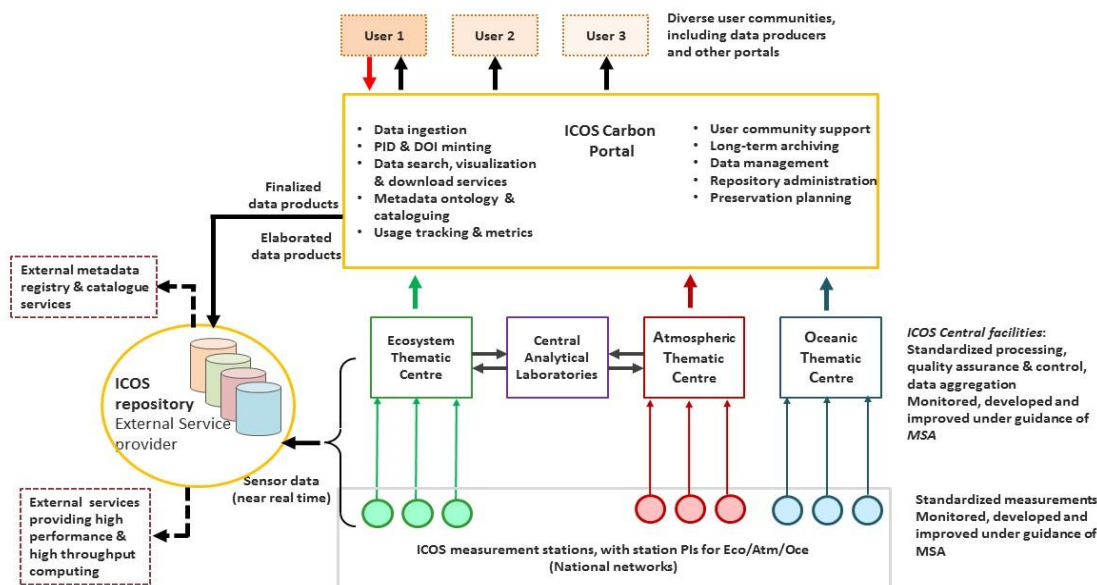 User 1
User 2
User 3
Diverse user communities,
including data producers
and other portals
• Data ingestion
• PID & DOI minting
• Data search, visualization
& download services
• Metadata ontology &
cataloguing
• Usage tracking & metrics
ICOS Carbon
Portal
• User community support
• Long-term archiving
• Data management
• Repository administration
• Preservation planning
Finalized
data products
Elaborated
data products
External metadata
registry & catalogue
services
ICOS
repository
External Service
provider
External services
providing high
performance &
high throughput
computing
Sensor data
(near real time)
Ecosystem
Thematic
Centre
Central
Analytical
Laboratories
Atmospheric
Thematic
Centre
Oceanic
Thematic
Centre
ICOS Central facilities:
Standardized processing,
quality assurance & control,
data aggregation
Monitored, developed and
improved under guidance of
MSA
Standardized measurements
Monitored, developed and
improved under guidance of
MSA
ICOS measurement stations, with station PIs for Eco/Atm/Oce
(National networks)